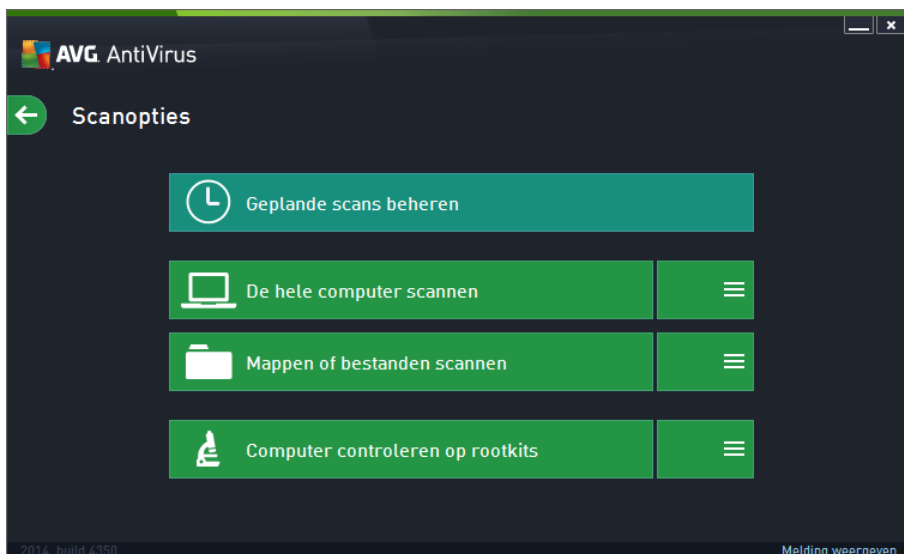 AVG. AntiVirus
Scanopties
Geplande scans beheren
De hele computer scannen
Mappen of bestanden scannen
Computer controleren op rootkits
2014, build 4350
Melding weergeven